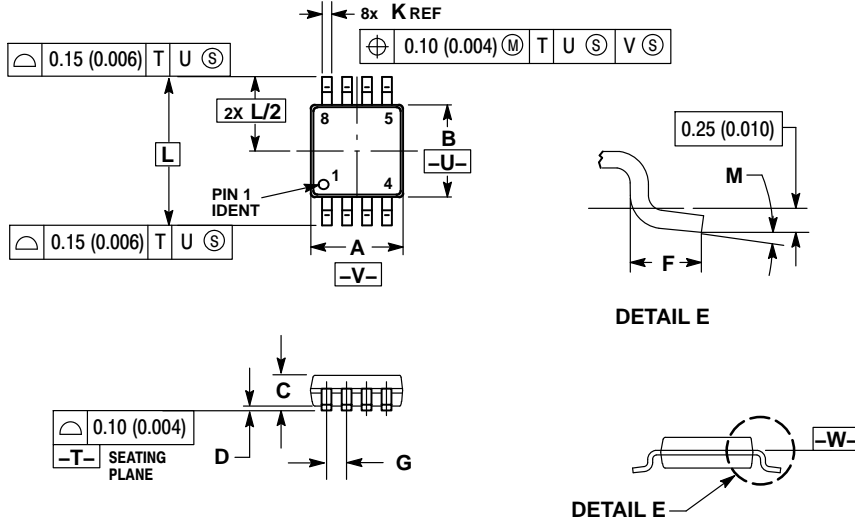 8x K REF
⌖ 0.10 (0.004) Ⓜ T U Ⓢ V Ⓢ
⌓ 0.15 (0.006) T U Ⓢ
2X L/2
8 5
B
-U-
L
PIN 1
IDENT
1
4
⌓ 0.15 (0.006) T U Ⓢ
A
-V-
0.25 (0.010)
M
F
DETAIL E
C
⌓ 0.10 (0.004)
-T- SEATING
PLANE
D
G
-W-
DETAIL E